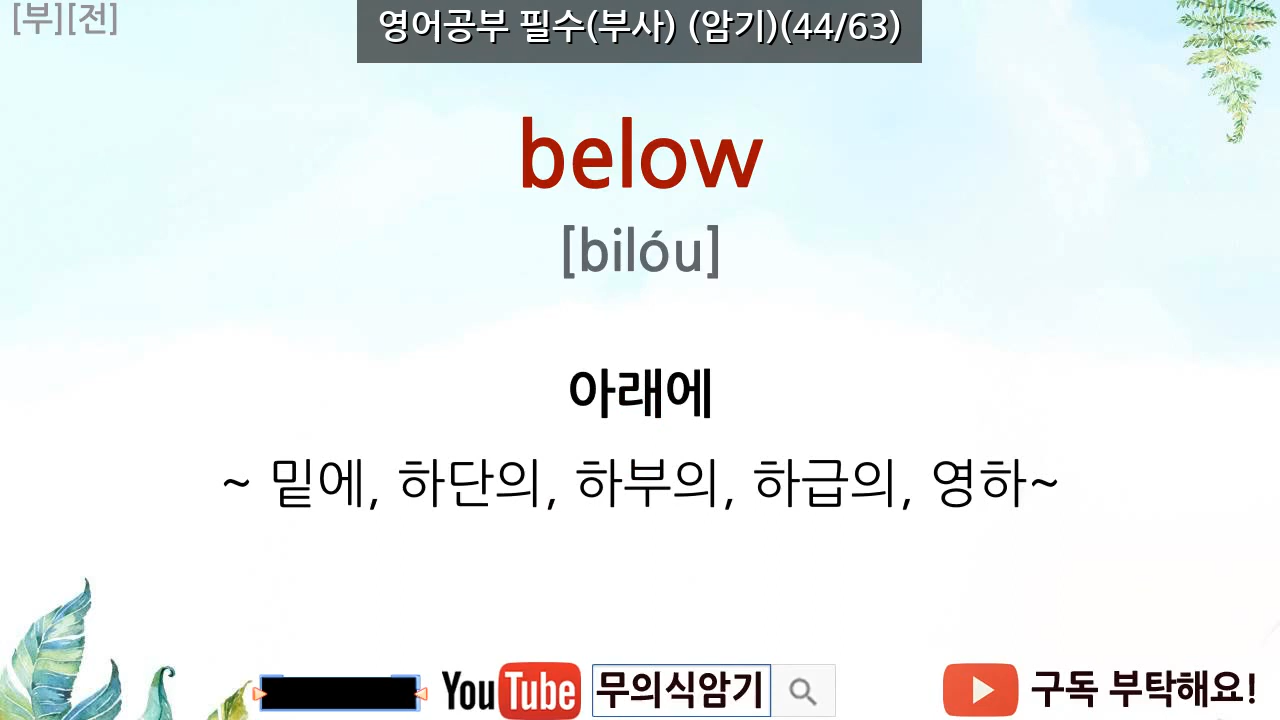 [부][전]
영어공부 필수(부사) (암기)(44/63)
below
[bilóu]
아래에
~ 밑에, 하단의, 하부의, 하급의, 영하~
YouTube 무의식암기 구독 부탁해요!